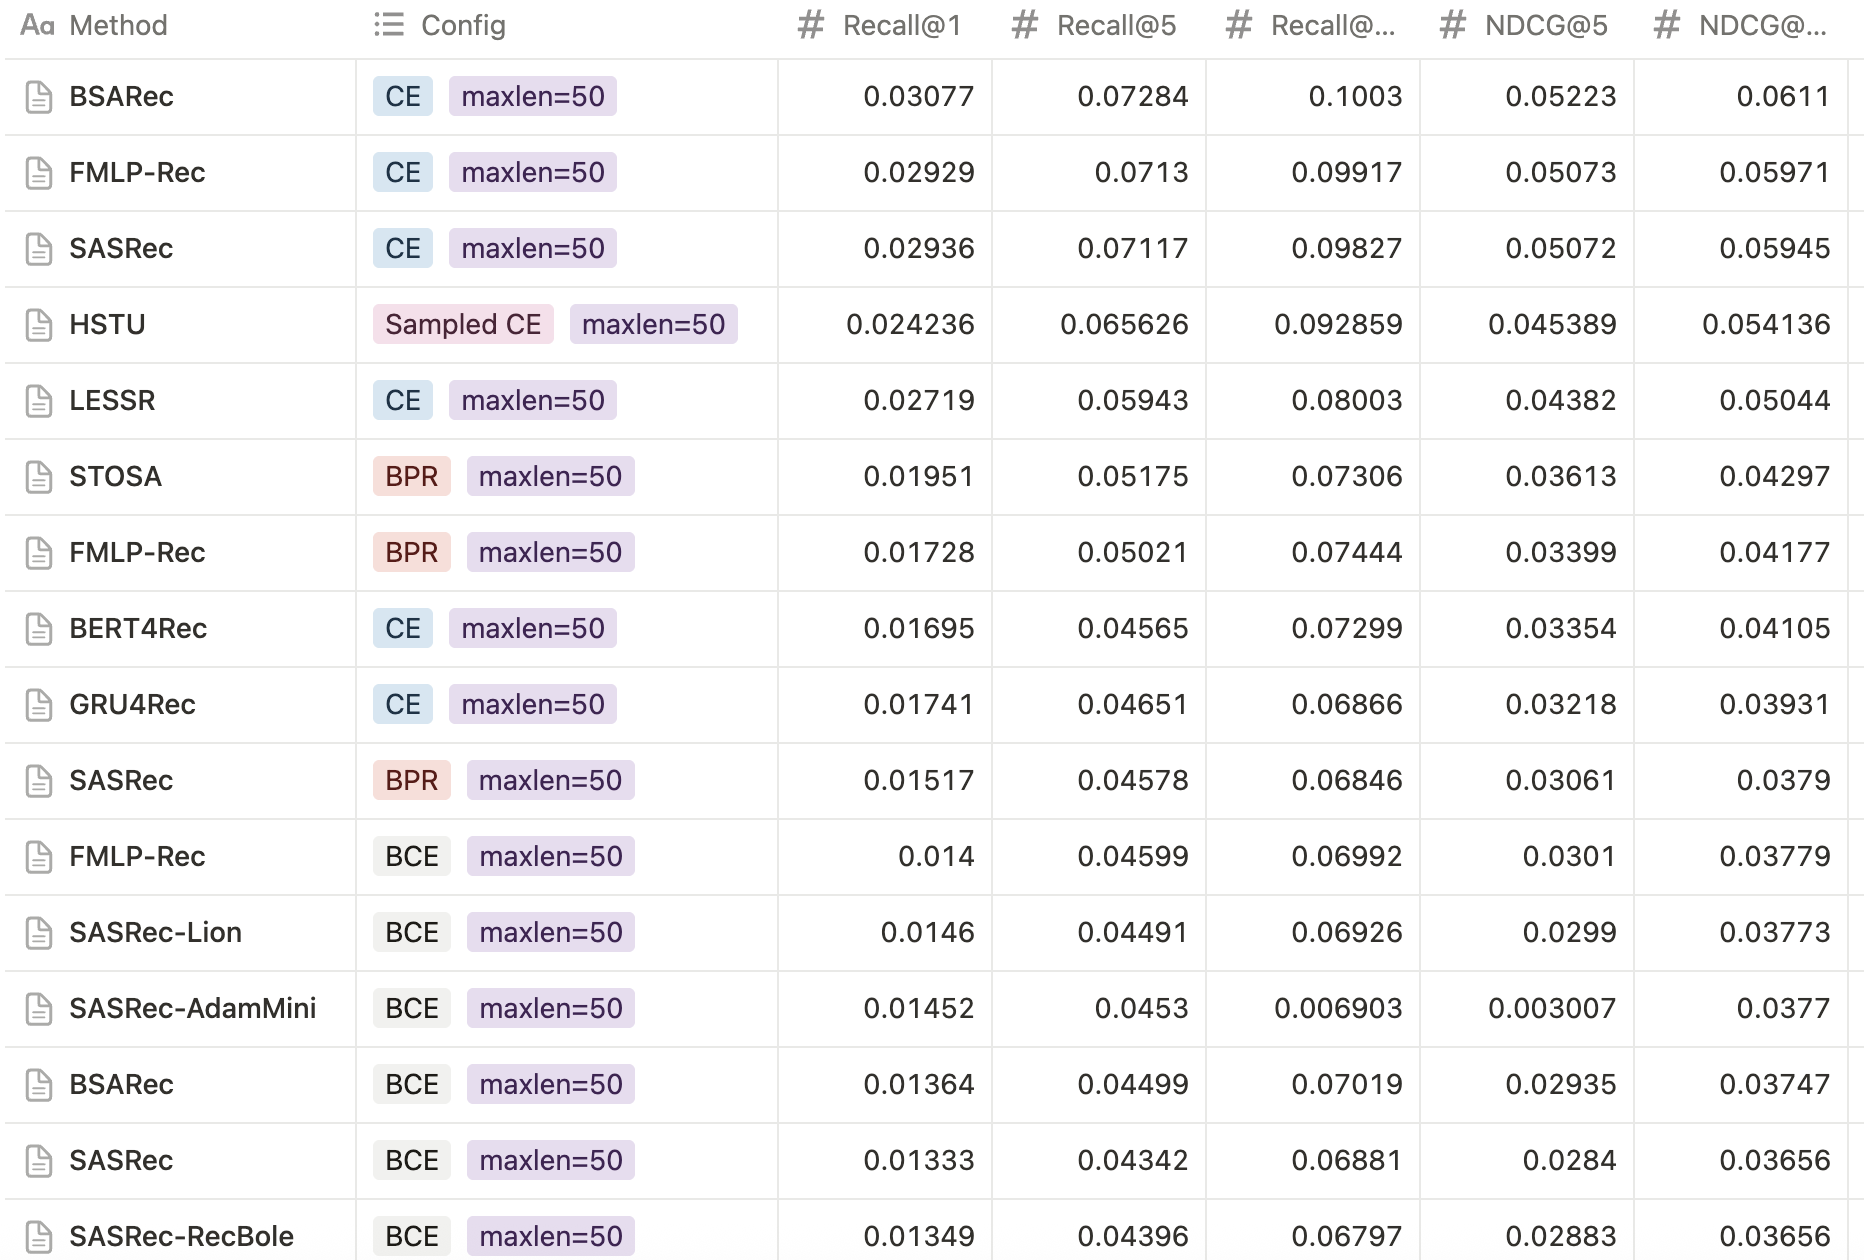 Aa Method Config # Recall@1 # Recall@5 # Recall@... # NDCG@5 # NDCG@...
BSARec CE maxlen=50 0.03077 0.07284 0.1003 0.05223 0.0611
FMLP-Rec CE maxlen=50 0.02929 0.0713 0.09917 0.05073 0.05971
SASRec CE maxlen=50 0.02936 0.07117 0.09827 0.05072 0.05945
HSTU Sampled CE maxlen=50 0.024236 0.065626 0.092859 0.045389 0.054136
LESSR CE maxlen=50 0.02719 0.05943 0.08003 0.04382 0.05044
STOSA BPR maxlen=50 0.01951 0.05175 0.07306 0.03613 0.04297
FMLP-Rec BPR maxlen=50 0.01728 0.05021 0.07444 0.03399 0.04177
BERT4Rec CE maxlen=50 0.01695 0.04565 0.07299 0.03354 0.04105
GRU4Rec CE maxlen=50 0.01741 0.04651 0.06866 0.03218 0.03931
SASRec BPR maxlen=50 0.01517 0.04578 0.06846 0.03061 0.0379
FMLP-Rec BCE maxlen=50 0.014 0.04599 0.06992 0.0301 0.03779
SASRec-Lion BCE maxlen=50 0.0146 0.04491 0.06926 0.0299 0.03773
SASRec-AdamMini BCE maxlen=50 0.01452 0.0453 0.006903 0.003007 0.0377
BSARec BCE maxlen=50 0.01364 0.04499 0.07019 0.02935 0.03747
SASRec BCE maxlen=50 0.01333 0.04342 0.06881 0.0284 0.03656
SASRec-RecBole BCE maxlen=50 0.01349 0.04396 0.06797 0.02883 0.03656